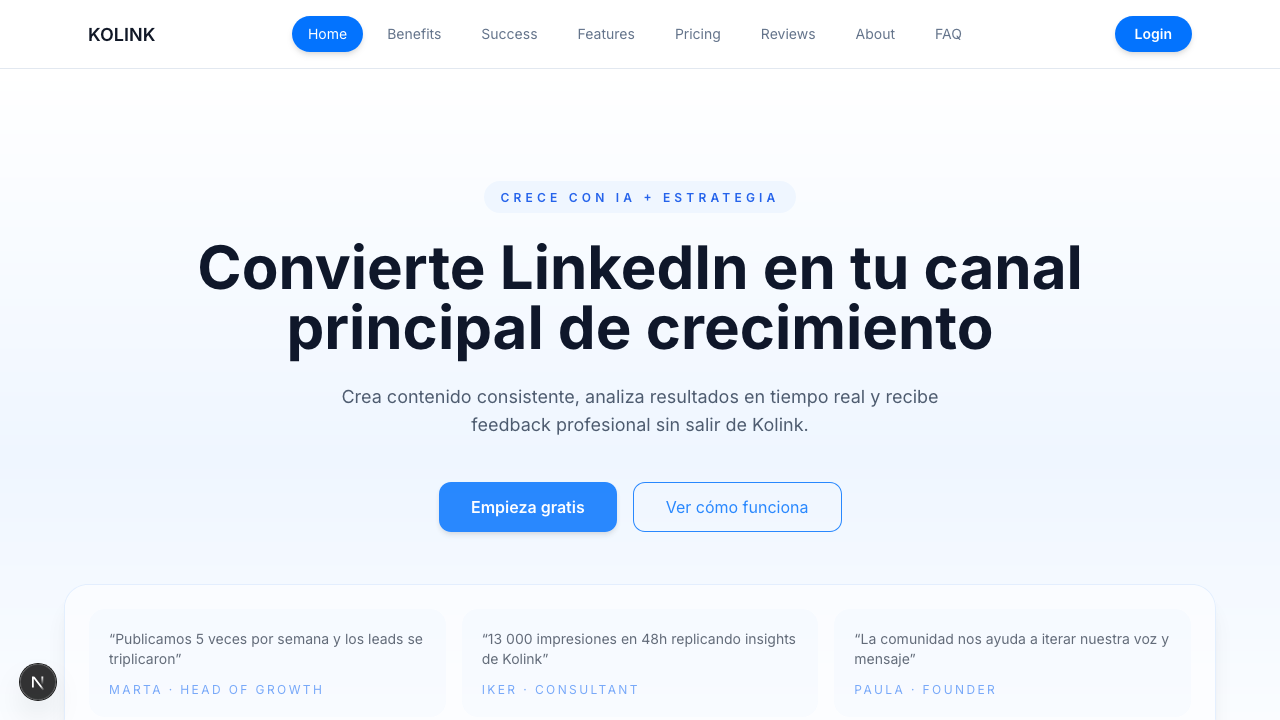 KOLINK
Home
Benefits
Success
Features
Pricing
Reviews
About
FAQ
Login
CRECE CON IA + ESTRATEGIA
Convierte LinkedIn en tu canal
principal de crecimiento
Crea contenido consistente, analiza resultados en tiempo real y recibe
feedback profesional sin salir de Kolink.
Empieza gratis
Ver cómo funciona
“Publicamos 5 veces por semana y los leads se
triplicaron”
MARTA · HEAD OF GROWTH
“13 000 impresiones en 48h replicando insights
de Kolink”
IKER · CONSULTANT
“La comunidad nos ayuda a iterar nuestra voz y
mensaje”
PAULA · FOUNDER
N